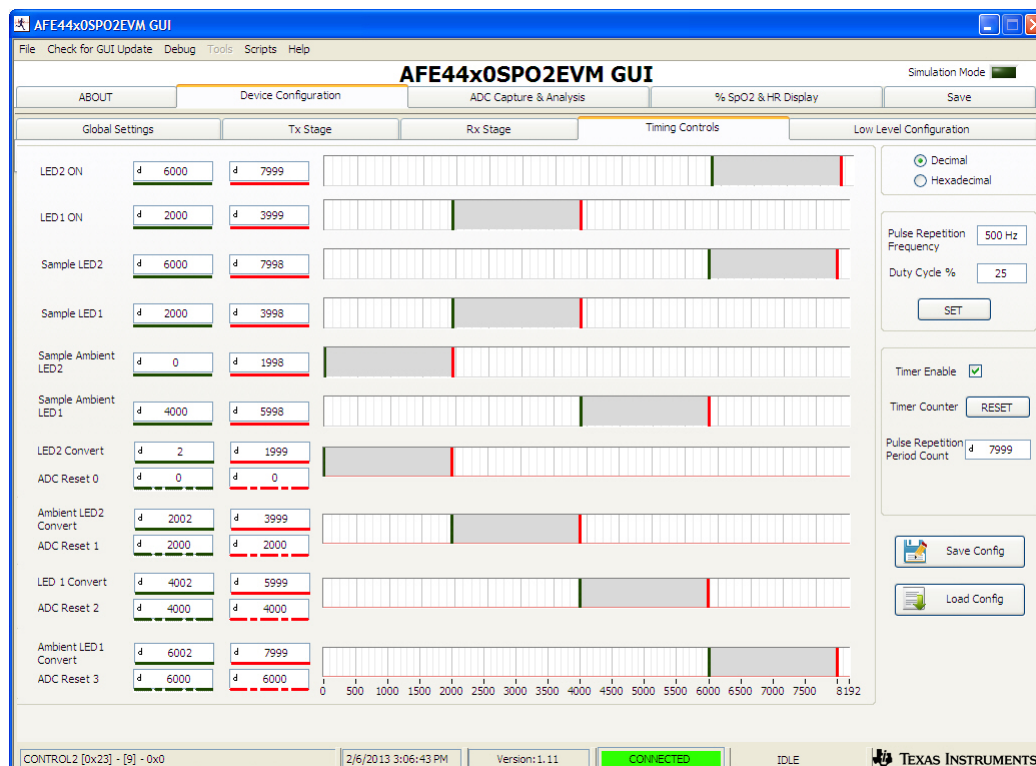 AFE44x0SPO2EVM GUI
File Check for GUI Update Debug Tools Scripts Help
AFE44x0SPO2EVM GUI
Simulation Mode
ABOUT Device Configuration ADC Capture & Analysis % SpO2 & HR Display Save
Global Settings Tx Stage Rx Stage Timing Controls Low Level Configuration
LED2 ON d 6000 d 7999
LED1 ON d 2000 d 3999
Sample LED2 d 6000 d 7998
Sample LED1 d 2000 d 3998
Sample Ambient
LED2 d 0 d 1998
Sample Ambient
LED1 d 4000 d 5998
LED2 Convert d 2 d 1999
ADC Reset 0 d 0 d 0
Ambient LED2
Convert d 2002 d 3999
ADC Reset 1 d 2000 d 2000
LED 1 Convert d 4002 d 5999
ADC Reset 2 d 4000 d 4000
Ambient LED1
Convert d 6002 d 7999
ADC Reset 3 d 6000 d 6000
0 500 1000 1500 2000 2500 3000 3500 4000 4500 5000 5500 6000 6500 7000 7500 8192
Decimal
Hexadecimal
Pulse Repetition
Frequency 500 Hz
Duty Cycle % 25
SET
Timer Enable
Timer Counter RESET
Pulse Repetition
Period Count d 7999
Save Config
Load Config
CONTROL2 [0x23] - [9] - 0x0 2/6/2013 3:06:43 PM Version:1.11 CONNECTED IDLE TEXAS INSTRUMENTS